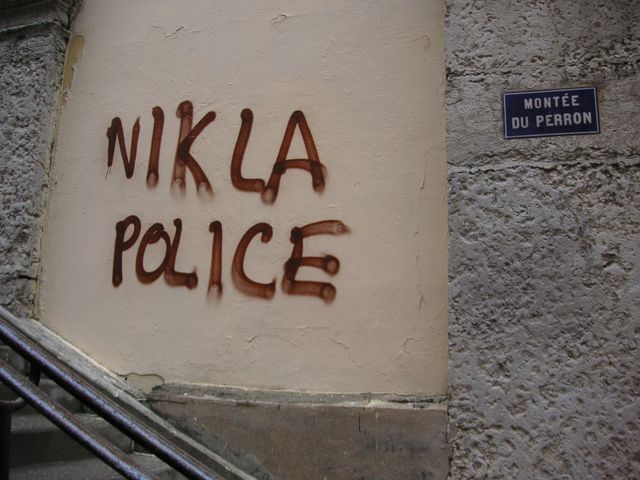 NIKLA
POLICE
MONTÉE
DU PERRON